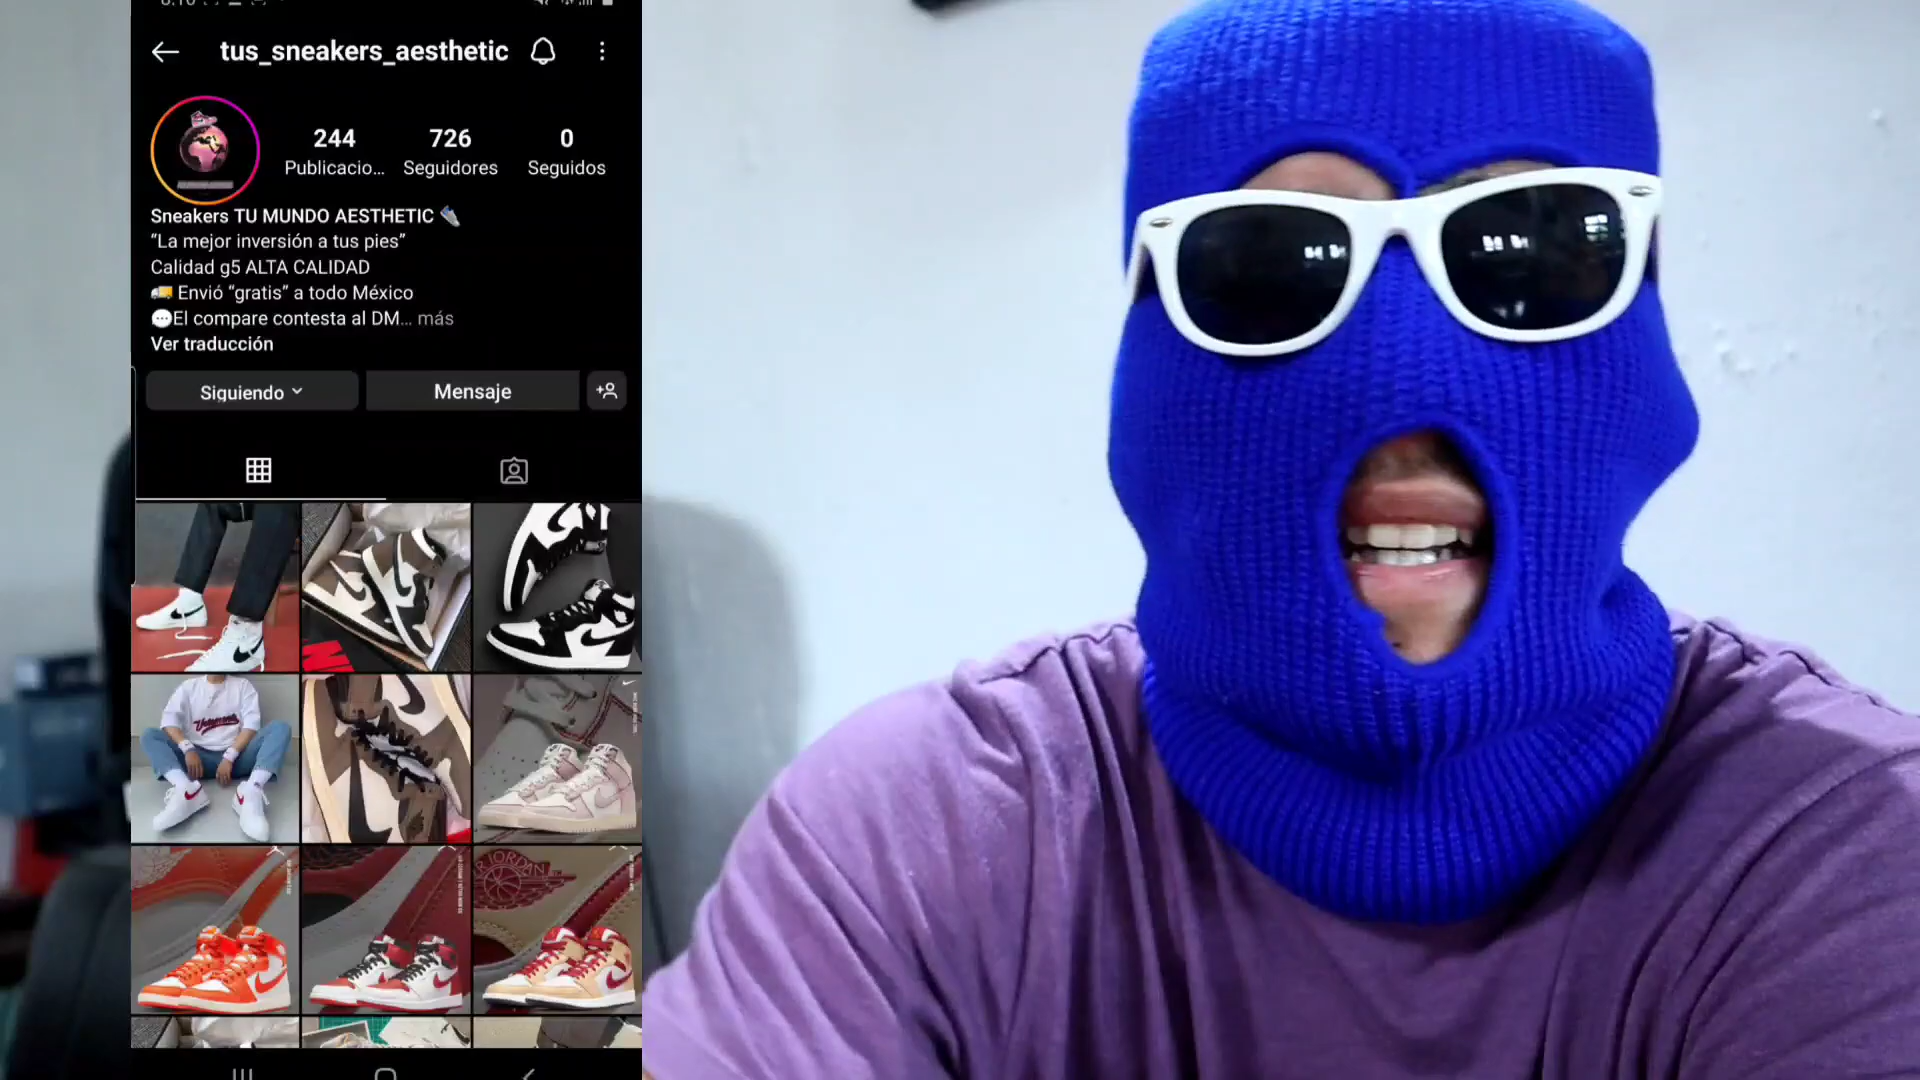 tus_sneakers_aesthetic
244
726
0
Publicacio...
Seguidores
Seguidos
Sneakers TU MUNDO AESTHETIC
“La mejor inversión a tus pies”
Calidad g5 ALTA CALIDAD
Envió “gratis” a todo México
El compare contesta al DM... más
Ver traducción
Siguiendo
Mensaje